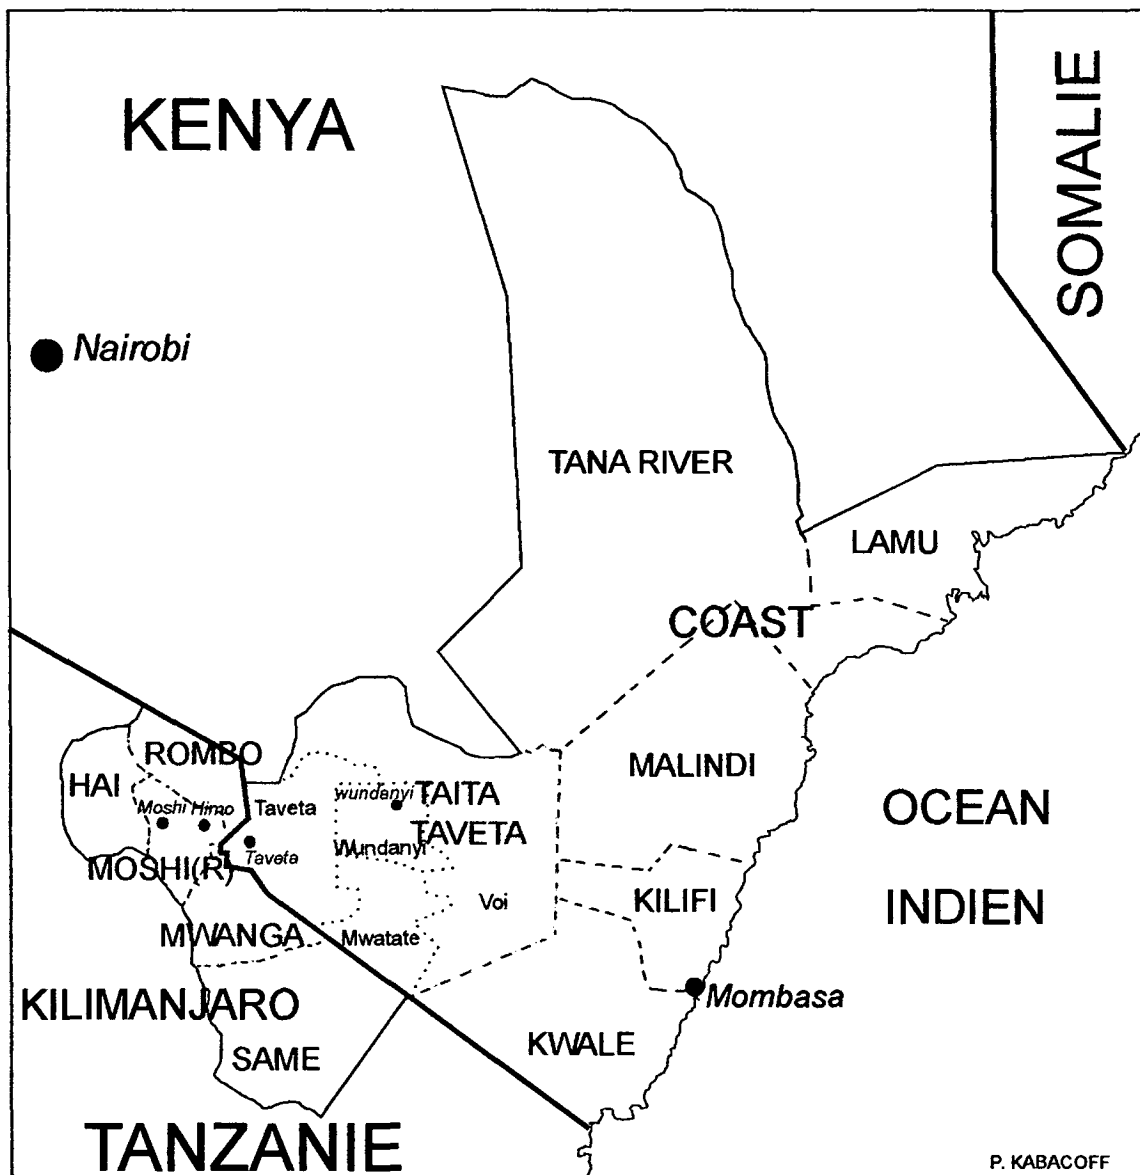 KENYA
SOMALIE
Nairobi
TANA RIVER
LAMU
COAST
ROMBO
HAI
MALINDI
Moshi
Himo
Taveta
wundanyi
TAITA
TAVETA
OCEAN
Taveta
Wundanyi
MOSHI(R)
Voi
KILIFI
INDIEN
MWANGA
Mwatate
KILIMANJARO
Mombasa
KWALE
SAME
TANZANIE
P. KABACOFF